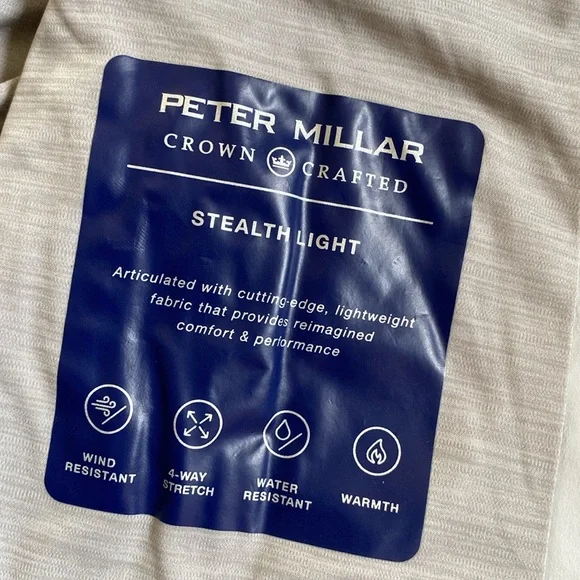 PETER MILLAR
CROWN CRAFTED
STEALTH LIGHT
Articulated with cutting-edge, lightweight
fabric that provides reimagined
comfort & performance
WIND
RESISTANT
4-WAY
STRETCH
WATER
RESISTANT
WARMTH